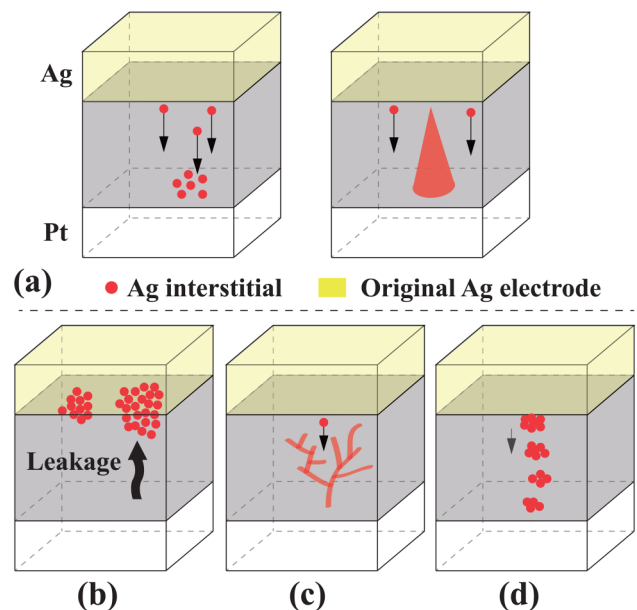 Ag
Pt
(a)
Ag interstitial
Original Ag electrode
Leakage
(b)
(c)
(d)